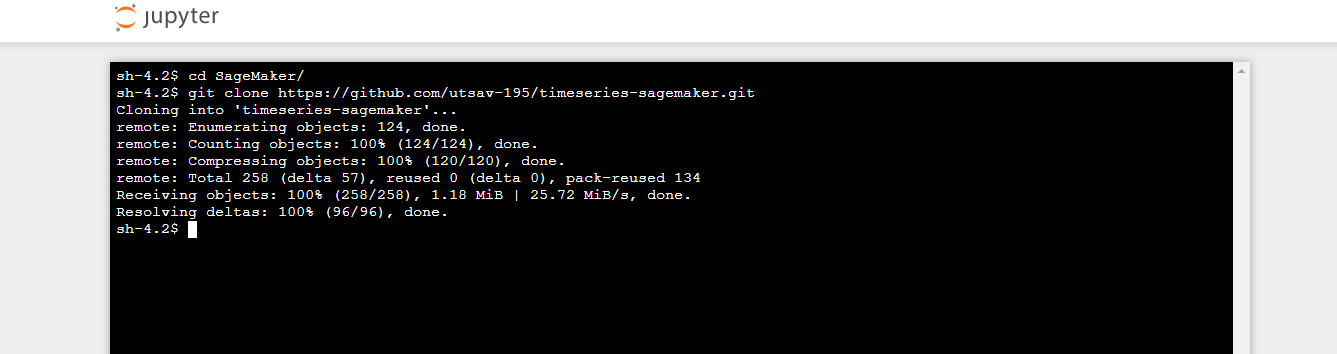 jupyter
sh-4.2$ cd SageMaker/
sh-4.2$ git clone https://github.com/utsav-195/timeseries-sagemaker.git
Cloning into 'timeseries-sagemaker'...
remote: Enumerating objects: 124, done.
remote: Counting objects: 100% (124/124), done.
remote: Compressing objects: 100% (120/120), done.
remote: Total 258 (delta 57), reused 0 (delta 0), pack-reused 134
Receiving objects: 100% (258/258), 1.18 MiB | 25.72 MiB/s, done.
Resolving deltas: 100% (96/96), done.
sh-4.2$